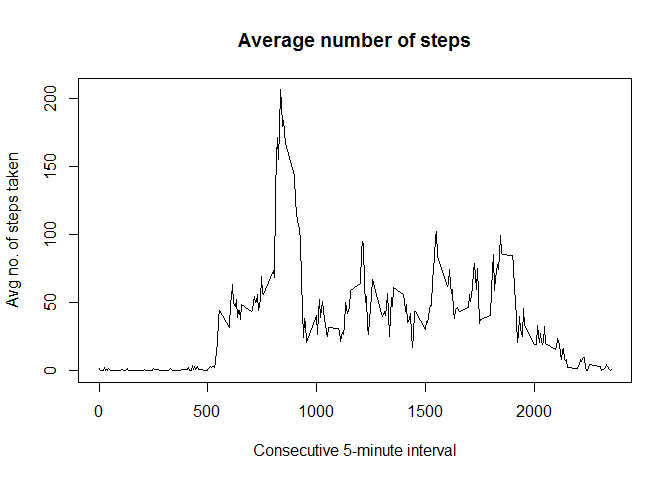 Average number of steps
Avg no. of steps taken
200
150
100
50
0
0 500 1000 1500 2000
Consecutive 5-minute interval